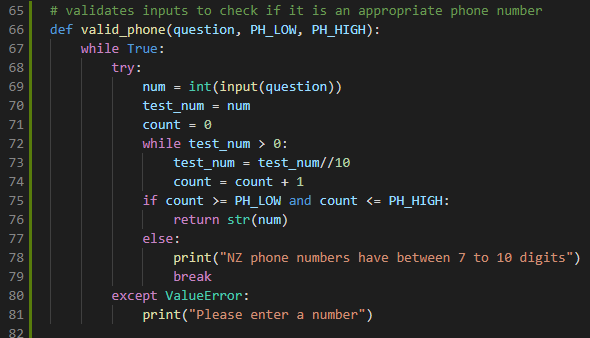 65 # validates inputs to check if it is an appropriate phone number
66 def valid_phone(question, PH_LOW, PH_HIGH):
67     while True:
68         try:
69             num = int(input(question))
70             test_num = num
71             count = 0
72             while test_num > 0:
73                 test_num = test_num//10
74                 count = count + 1
75             if count >= PH_LOW and count <= PH_HIGH:
76                 return str(num)
77             else:
78                 print("NZ phone numbers have between 7 to 10 digits")
79                 break
80         except ValueError:
81             print("Please enter a number")
82